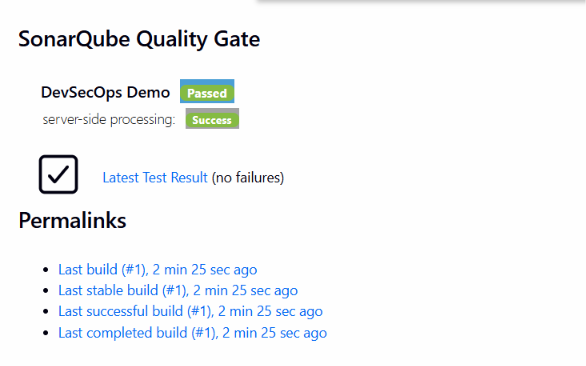 SonarQube Quality Gate
DevSecOps Demo Passed
server-side processing: Success
Latest Test Result (no failures)
Permalinks
Last build (#1), 2 min 25 sec ago
Last stable build (#1), 2 min 25 sec ago
Last successful build (#1), 2 min 25 sec ago
Last completed build (#1), 2 min 25 sec ago